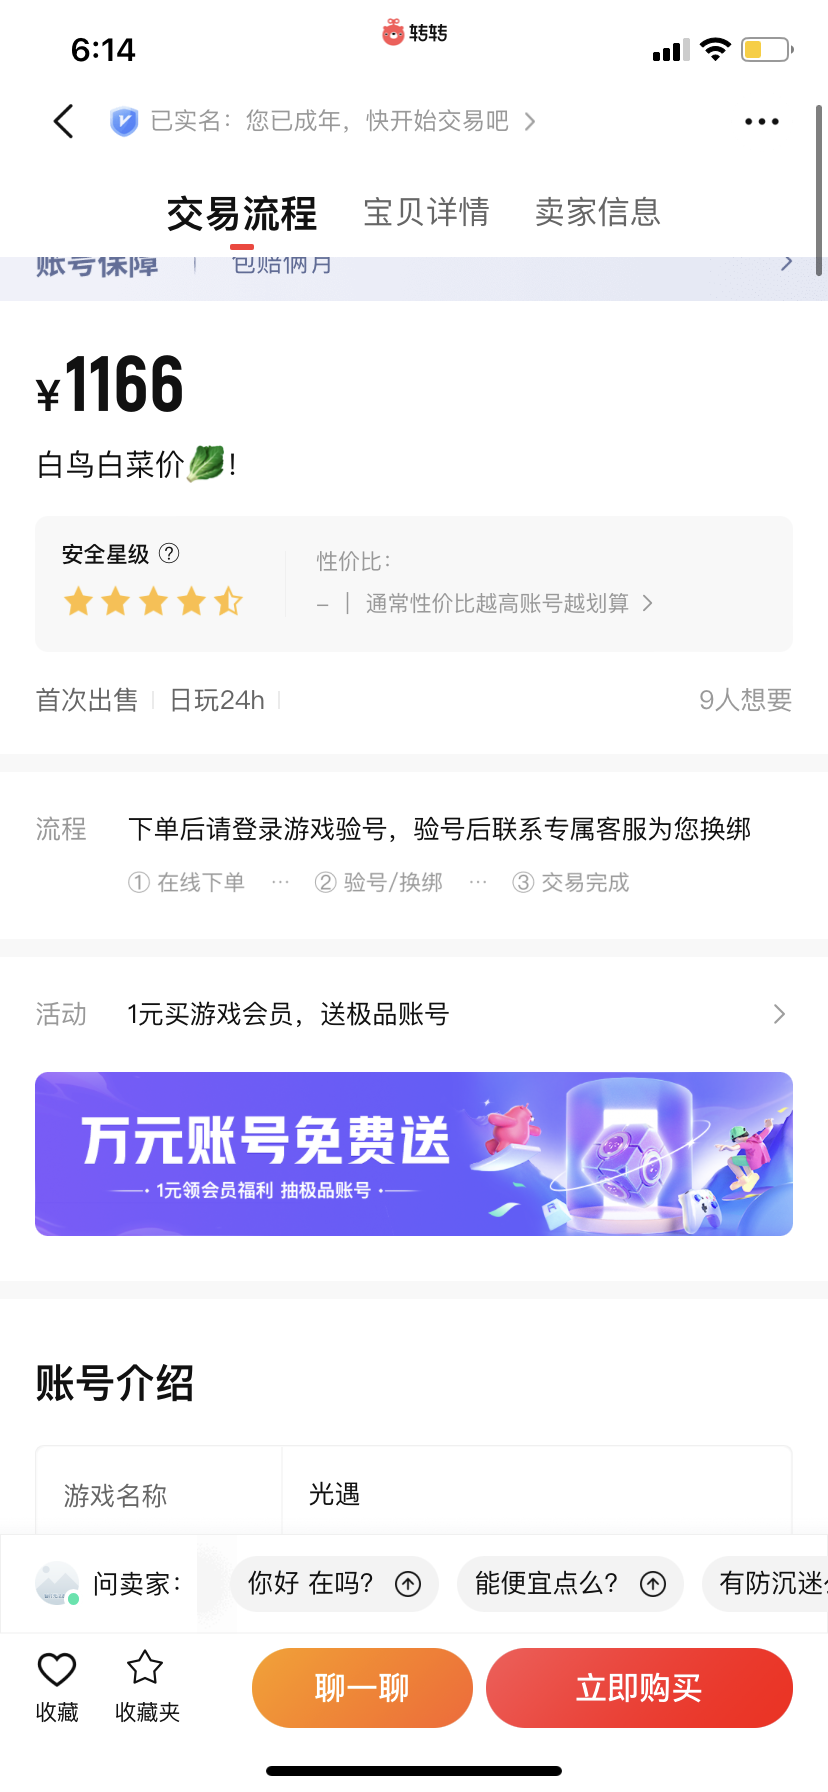 6:14
转转
已实名：您已成年，快开始交易吧
交易流程
宝贝详情
卖家信息
账号保障
包赔俩月
¥1166
白鸟白菜价🥬!
安全星级 ?
性价比：
– | 通常性价比越高账号越划算
首次出售
日玩24h
9人想要
流程
下单后请登录游戏验号，验号后联系专属客服为您换绑
① 在线下单 ··· ② 验号/换绑 ··· ③ 交易完成
活动
1元买游戏会员，送极品账号
万元账号免费送
1元领会员福利 抽极品账号
账号介绍
游戏名称
光遇
问卖家：
你好 在吗？
能便宜点么？
有防沉迷
收藏
收藏夹
聊一聊
立即购买